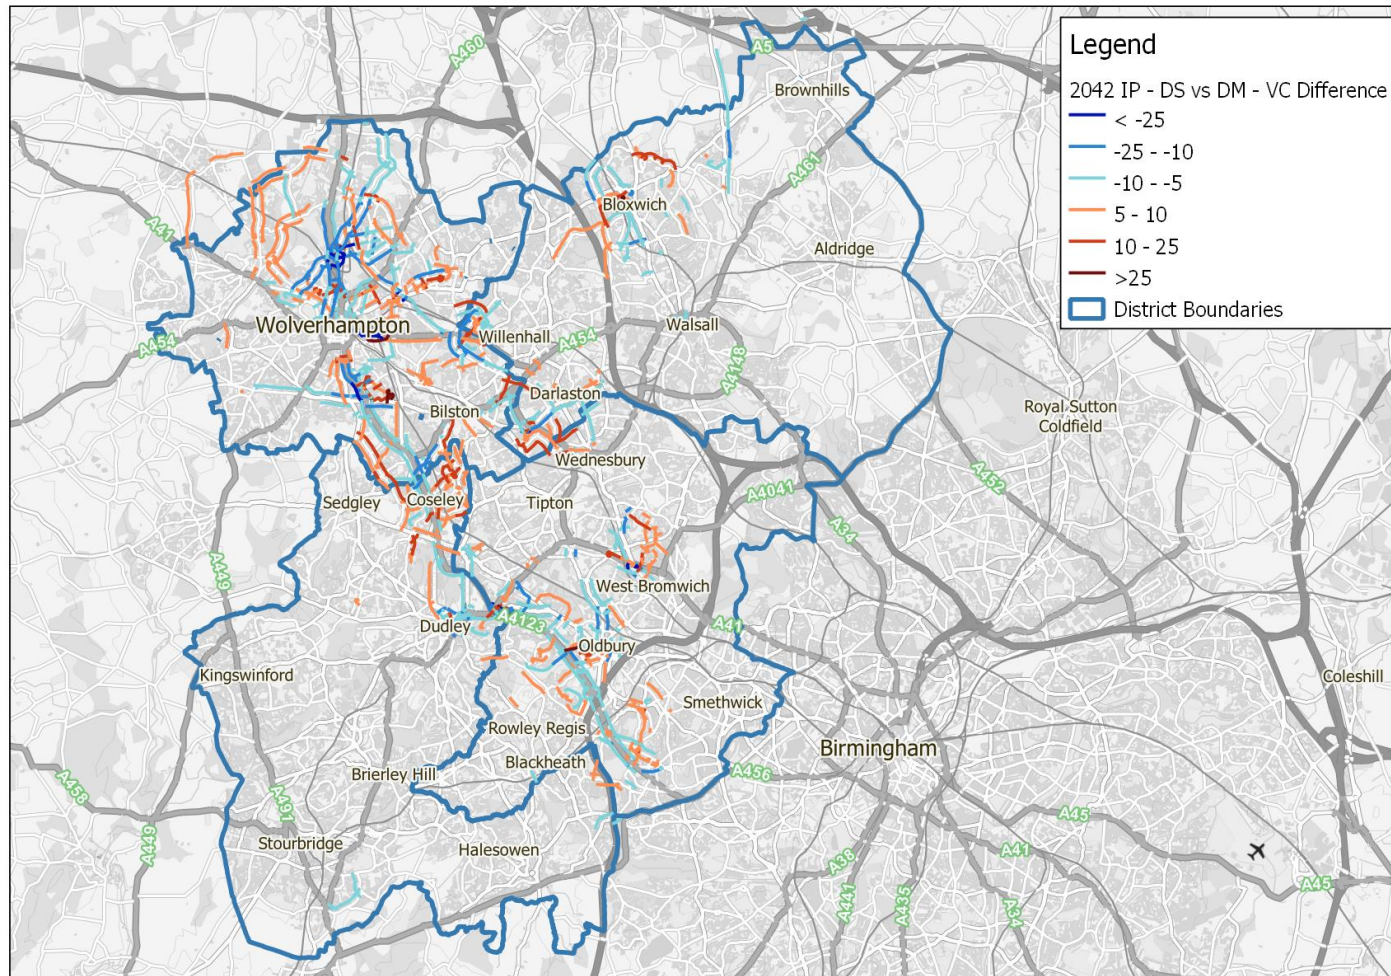 Legend
2042 IP - DS vs DM - VC Difference
< -25
-25 - -10
-10 - -5
5 - 10
10 - 25
>25
District Boundaries
A460
A5
Brownhills
A461
Bloxwich
A41
Aldridge
Wolverhampton
Willenhall
A454
Walsall
A454
A4148
Darlaston
Bilston
Royal Sutton
Coldfield
Wednesbury
A452
Sedgley
Coseley
Tipton
A4041
A34
A449
West Bromwich
Dudley
A4123
A41
Oldbury
Kingswinford
Coleshill
Smethwick
Rowley Regis
Birmingham
Blackheath
Brierley Hill
A456
A458
A491
A45
A449
Stourbridge
Halesowen
A38
A41
A45
A441
A435
A34